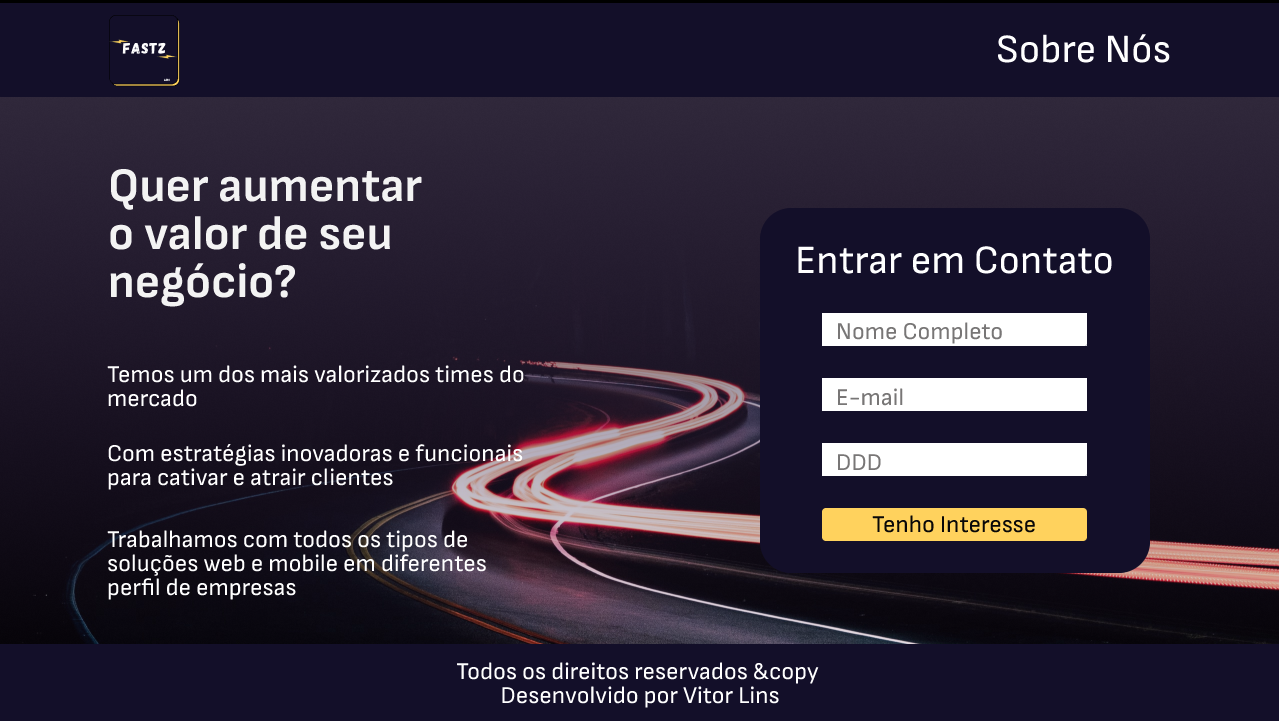 FASTZ
Sobre Nós
Quer aumentar
o valor de seu
negócio?
Temos um dos mais valorizados times do
mercado
Com estratégias inovadoras e funcionais
para cativar e atrair clientes
Trabalhamos com todos os tipos de
soluções web e mobile em diferentes
perfil de empresas
Entrar em Contato
Nome Completo
E-mail
DDD
Tenho Interesse
Todos os direitos reservados &copy
Desenvolvido por Vitor Lins